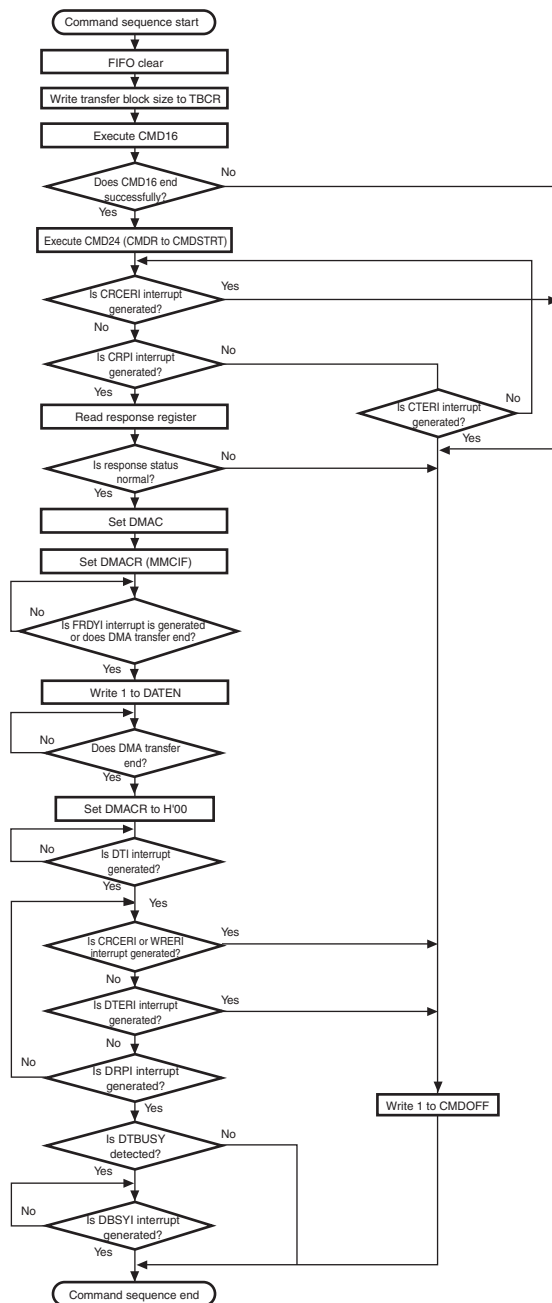 Command sequence start
FIFO clear
Write transfer block size to TBCR
Execute CMD16
Does CMD16 end
successfully?
No
Yes
Execute CMD24 (CMDR to CMDSTRT)
Is CRCERI interrupt
generated?
Yes
No
Is CRPI interrupt
generated?
No
Yes
Is CTERI interrupt
generated?
No
Yes
Read response register
Is response status
normal?
No
Yes
Set DMAC
Set DMACR (MMCIF)
No
Is FRDYI interrupt is generated
or does DMA transfer end?
Yes
Write 1 to DATEN
No
Does DMA transfer
end?
Yes
Set DMACR to H'00
No
Is DTI interrupt
generated?
Yes
Yes
Is CRCERI or WRERI
interrupt generated?
Yes
No
Is DTERI interrupt
generated?
Yes
No
No
Is DRPI interrupt
generated?
Yes
Write 1 to CMDOFF
Is DTBUSY
detected?
No
Yes
No
Is DBSYI interrupt
generated?
Yes
Command sequence end